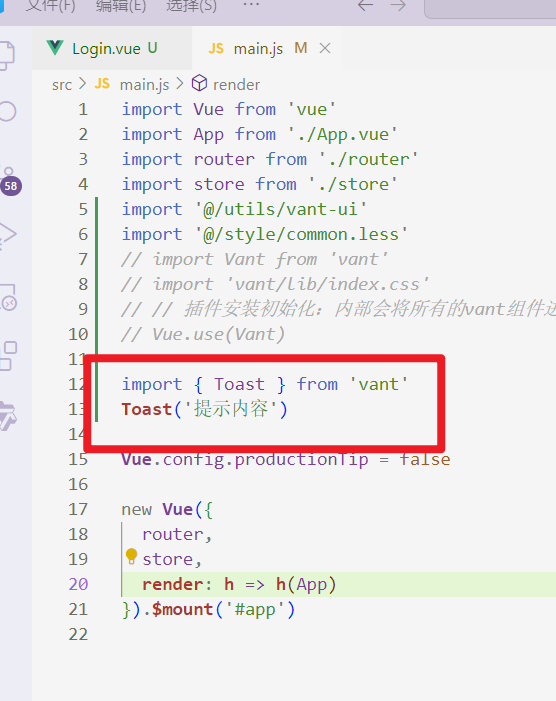 文件(F) 编辑(E) 选择(S) ··· ← →
Login.vue U JS main.js M ×
src > JS main.js > render
1 import Vue from 'vue'
2 import App from './App.vue'
3 import router from './router'
4 import store from './store'
5 import '@/utils/vant-ui'
6 import '@/style/common.less'
7 // import Vant from 'vant'
8 // import 'vant/lib/index.css'
9 // // 插件安装初始化: 内部会将所有的vant组件进
10 // Vue.use(Vant)
11
12 import { Toast } from 'vant'
13 Toast('提示内容')
14
15 Vue.config.productionTip = false
16
17 new Vue({
18 router,
19 store,
20 render: h => h(App)
21 }).$mount('#app')
22
58